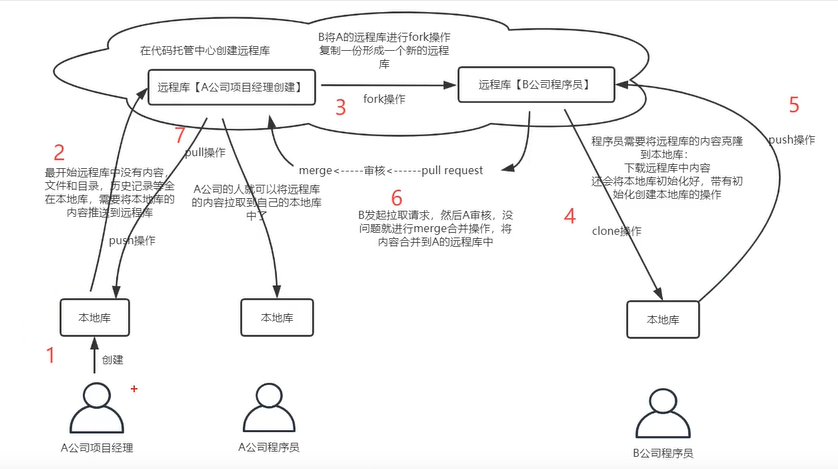 B将A的远程库进行fork操作
复制一份形成一个新的远程
库
在代码托管中心创建远程库
远程库【A公司项目经理创建】
远程库【B公司程序员】
3
fork操作
5
push操作
2
最开始远程库中没有内容，
文件和目录，历史记录等全
在本地库，需要将本地库的
内容推送到远程库
push操作
7
pull操作
A公司的人就可以将远程库
的内容拉取到自己的本地库
中了
merge<-----审核<-----pull request
6
B发起拉取请求，然后A审核，没
问题就进行merge合并操作，将
内容合并到A的远程库中
程序员需要将远程库的内容克隆
到本地库：
下载远程库中内容
还会将本地库初始化好，带有初
始化创建本地库的操作
4
clone操作
本地库
本地库
本地库
1
创建
A公司项目经理
A公司程序员
B公司程序员